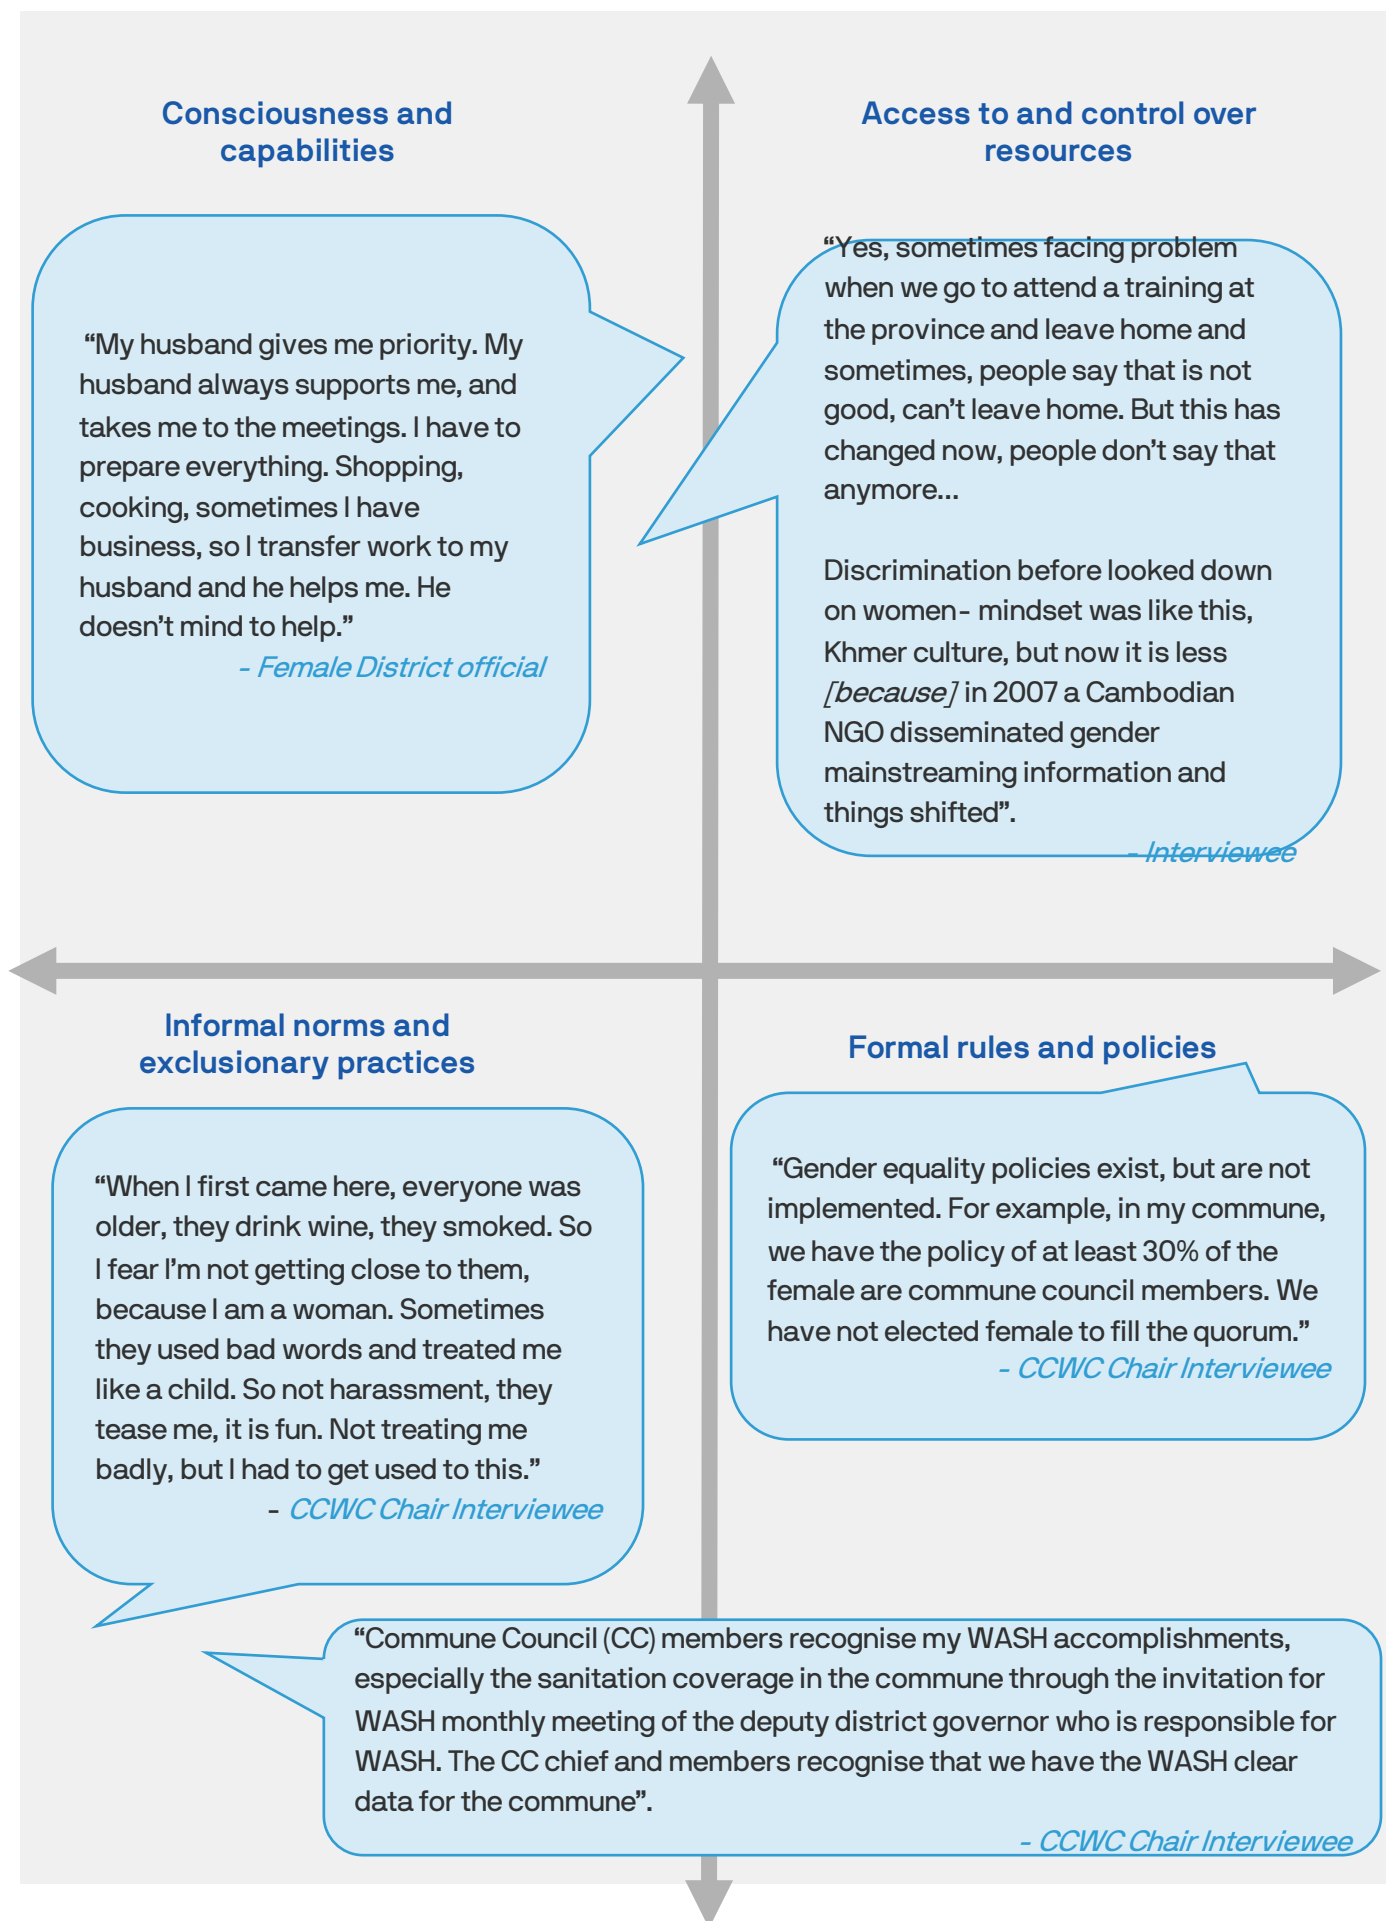 Consciousness and
capabilities
“My husband gives me priority. My
husband always supports me, and
takes me to the meetings. I have to
prepare everything. Shopping,
cooking, sometimes I have
business, so I transfer work to my
husband and he helps me. He
doesn’t mind to help.”
- Female District official
Access to and control over
resources
“Yes, sometimes facing problem
when we go to attend a training at
the province and leave home and
sometimes, people say that is not
good, can’t leave home. But this has
changed now, people don’t say that
anymore...
Discrimination before looked down
on women- mindset was like this,
Khmer culture, but now it is less
[because] in 2007 a Cambodian
NGO disseminated gender
mainstreaming information and
things shifted”.
- Interviewee
Informal norms and
exclusionary practices
“When I first came here, everyone was
older, they drink wine, they smoked. So
I fear I’m not getting close to them,
because I am a woman. Sometimes
they used bad words and treated me
like a child. So not harassment, they
tease me, it is fun. Not treating me
badly, but I had to get used to this.”
- CCWC Chair Interviewee
Formal rules and policies
“Gender equality policies exist, but are not
implemented. For example, in my commune,
we have the policy of at least 30% of the
female are commune council members. We
have not elected female to fill the quorum.”
- CCWC Chair Interviewee
“Commune Council (CC) members recognise my WASH accomplishments,
especially the sanitation coverage in the commune through the invitation for
WASH monthly meeting of the deputy district governor who is responsible for
WASH. The CC chief and members recognise that we have the WASH clear
data for the commune”.
- CCWC Chair Interviewee